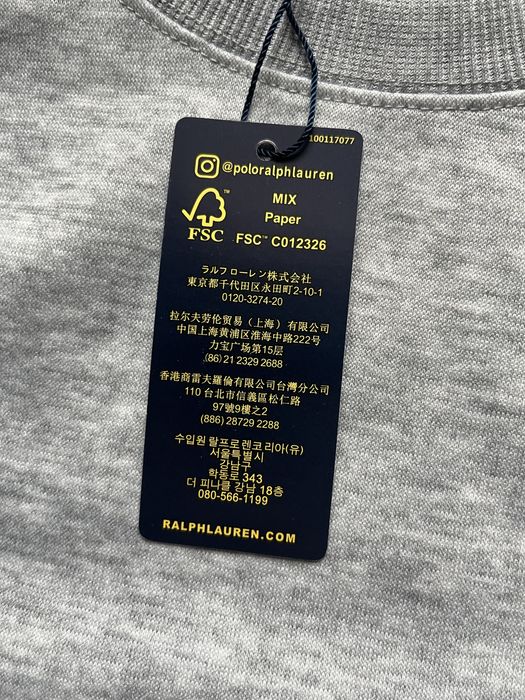 100117077
@poloralphlauren
MIX
Paper
FSC™ FSC™ C012326
ラルフ ローレン株式会社
東京都千代田区永田町2-10-1
0120-3274-20
拉尔夫劳伦贸易（上海）有限公司
中国上海黄浦区淮海中路222号
力宝广场第15层
(86) 21 2329 2688
香港商雷夫羅倫有限公司台灣分公司
110 台北市信義區松仁路
97號9樓之2
(886) 28729 2288
수입원 랄프로렌코리아(유)
서울특별시
강남구
학동로 343
더 피나클 강남 18층
080-566-1199
RALPHLAUREN.COM